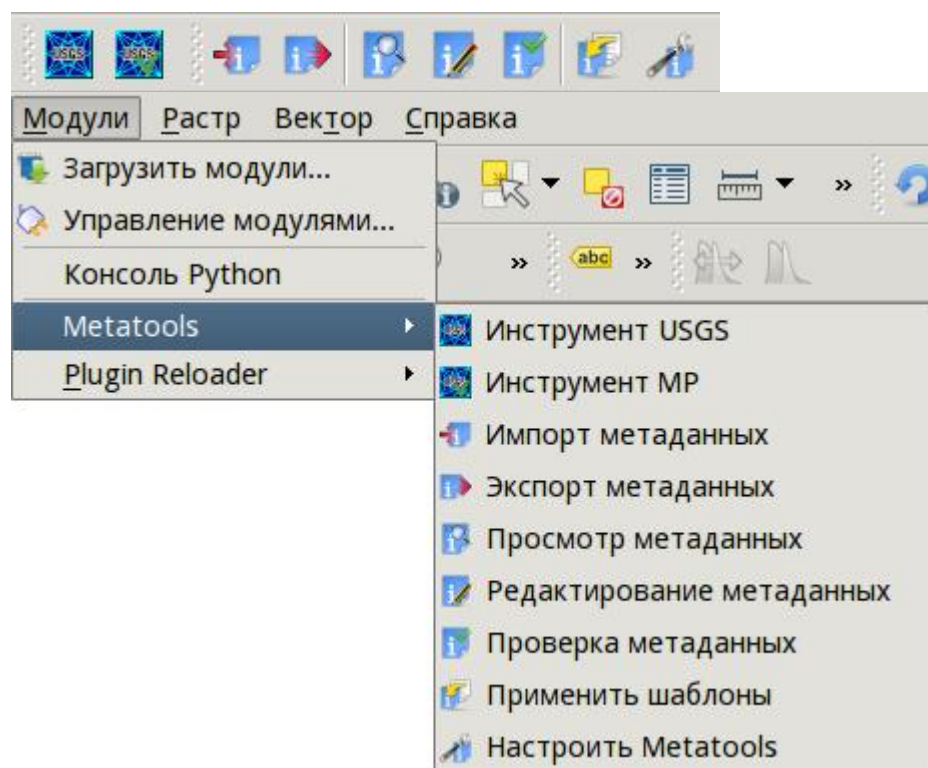 USGS USGS
Модули Растр Вектор Справка
Загрузить модули...
Управление модулями...
Консоль Python
abc
Metatools
Plugin Reloader
Инструмент USGS
Инструмент MP
Импорт метаданных
Экспорт метаданных
Просмотр метаданных
Редактирование метаданных
Проверка метаданных
Применить шаблоны
Настроить Metatools